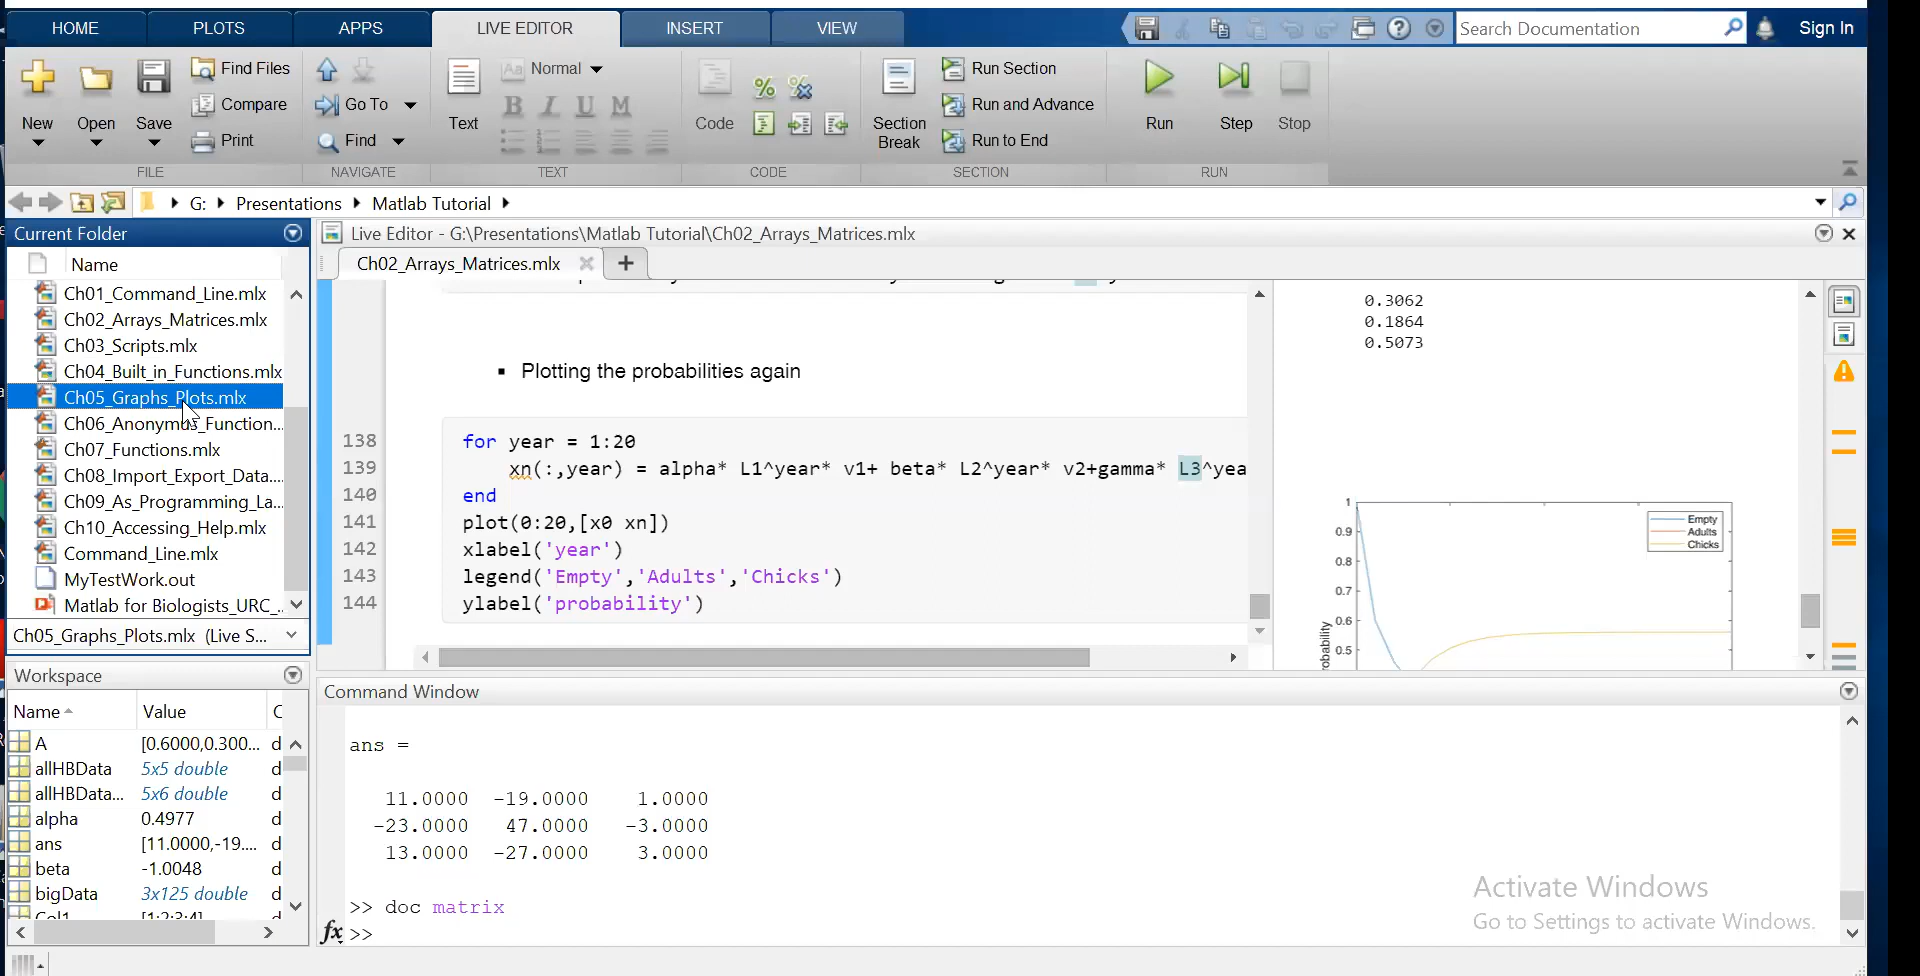 HOME PLOTS APPS LIVE EDITOR INSERT VIEW Search Documentation Sign In
New Open Save Find Files Compare Print
FILE
Go To Find
NAVIGATE
Text Aa Normal B I U M
TEXT
Code
CODE
Section Break Run Section Run and Advance Run to End
SECTION
Run Step Stop
RUN
G: Presentations Matlab Tutorial
Current Folder
Name
Ch01_Command_Line.mlx
Ch02_Arrays_Matrices.mlx
Ch03_Scripts.mlx
Ch04_Built_in_Functions.mlx
Ch05_Graphs_Plots.mlx
Ch06_Anonymus_Function...
Ch07_Functions.mlx
Ch08_Import_Export_Data....
Ch09_As_Programming_La...
Ch10_Accessing_Help.mlx
Command_Line.mlx
MyTestWork.out
Matlab for Biologists_URC_...
Ch05_Graphs_Plots.mlx (Live S...
Workspace
Name Value C
A [0.6000,0.300... d
allHBData 5x5 double d
allHBData... 5x6 double d
alpha 0.4977 d
ans [11.0000,-19.... d
beta -1.0048 d
bigData 3x125 double d
Col1 [1;2;3;4]
Live Editor - G:\Presentations\Matlab Tutorial\Ch02_Arrays_Matrices.mlx
Ch02_Arrays_Matrices.mlx +
▪ Plotting the probabilities again
138 for year = 1:20
139 xn(:,year) = alpha* L1^year* v1+ beta* L2^year* v2+gamma* L3^yea
140 end
141 plot(0:20,[x0 xn])
142 xlabel('year')
143 legend('Empty','Adults','Chicks')
144 ylabel('probability')
0.3062
0.1864
0.5073
1
0.9
0.8
0.7
0.6
0.5
obability
Empty
Adults
Chicks
Command Window
ans =
11.0000 -19.0000 1.0000
-23.0000 47.0000 -3.0000
13.0000 -27.0000 3.0000
>> doc matrix
fx >>
Activate Windows
Go to Settings to activate Windows.